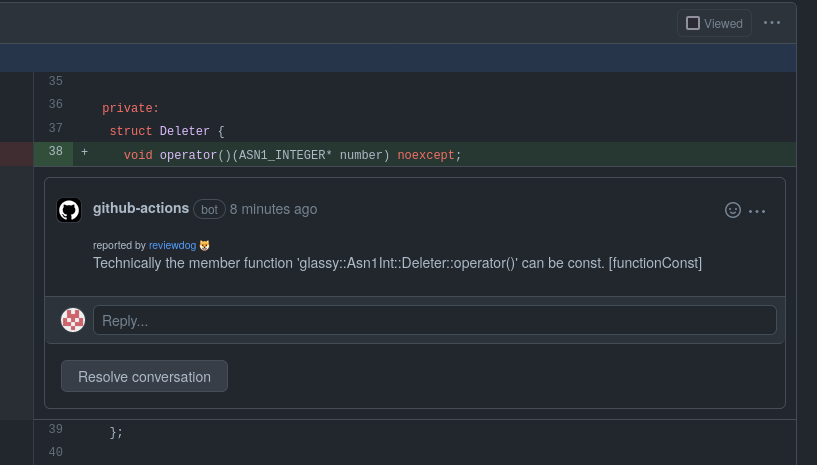 Viewed
35
36 private:
37 struct Deleter {
38 + void operator()(ASN1_INTEGER* number) noexcept;
github-actions bot 8 minutes ago
reported by reviewdog 🐶
Technically the member function 'glassy::Asn1Int::Deleter::operator()' can be const. [functionConst]
Reply...
Resolve conversation
39 };
40